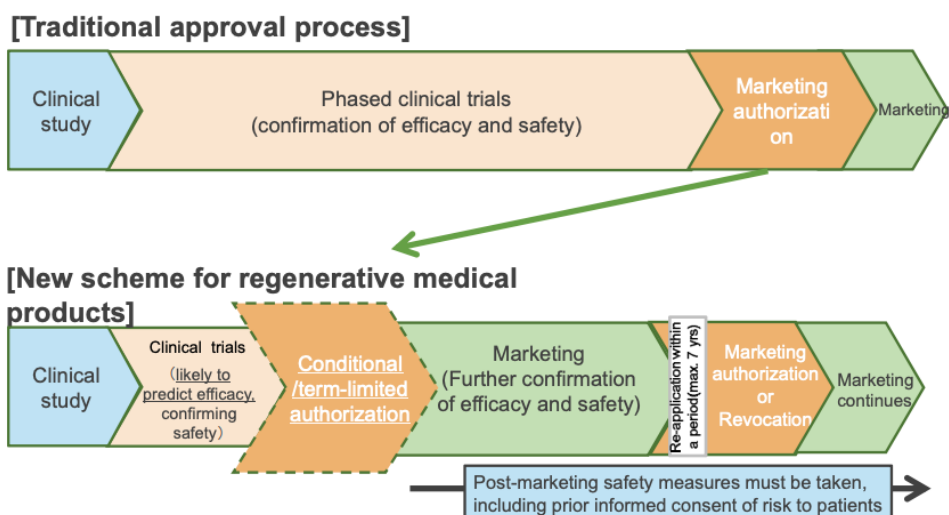 [Traditional approval process]
Clinical
study
Phased clinical trials
(confirmation of efficacy and safety)
Marketing
authorizati
on
Marketing
[New scheme for regenerative medical
products]
Clinical
study
Clinical trials
(likely to
predict efficacy,
confirming
safety)
Conditional
/term-limited
authorization
Marketing
(Further confirmation
of efficacy and safety)
Re-application within
a period(max. 7 yrs)
Marketing
authorization
or
Revocation
Marketing
continues
Post-marketing safety measures must be taken,
including prior informed consent of risk to patients